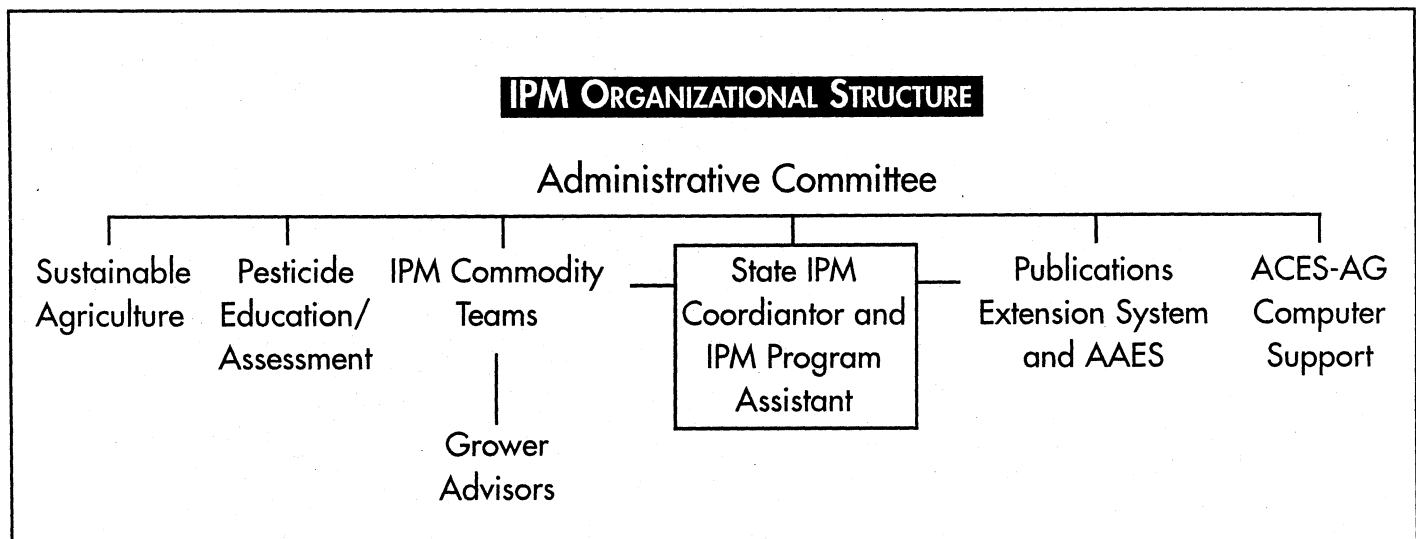 IPM ORGANIZATIONAL STRUCTURE
Administrative Committee
Sustainable
Agriculture
Pesticide
Education/
Assessment
IPM Commodity
Teams
Grower
Advisors
State IPM
Coordiantor and
IPM Program
Assistant
Publications
Extension System
and AAES
ACES-AG
Computer
Support